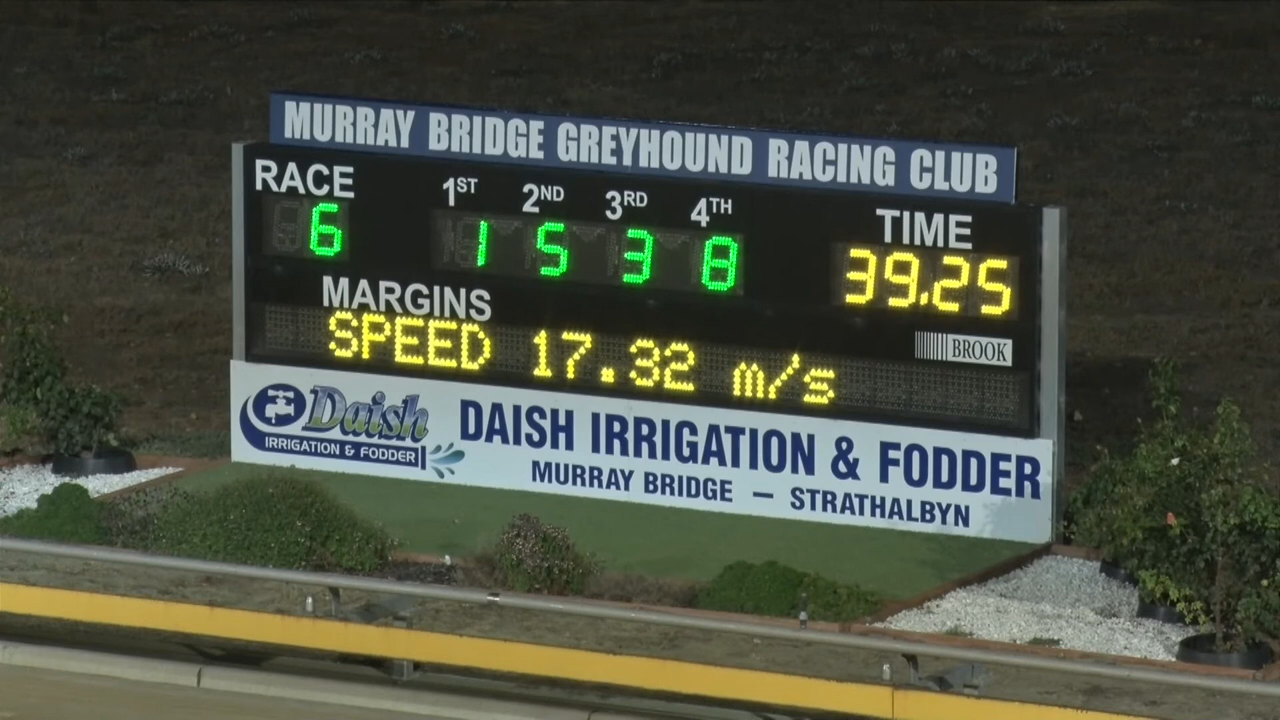 MURRAY BRIDGE GREYHOUND RACING CLUB
RACE 1ST 2ND 3RD 4TH TIME
6 1 5 3 8 39.25
MARGINS
SPEED 17.32 m/s
BROOK
Daish
IRRIGATION & FODDER
DAISH IRRIGATION & FODDER
MURRAY BRIDGE – STRATHALBYN